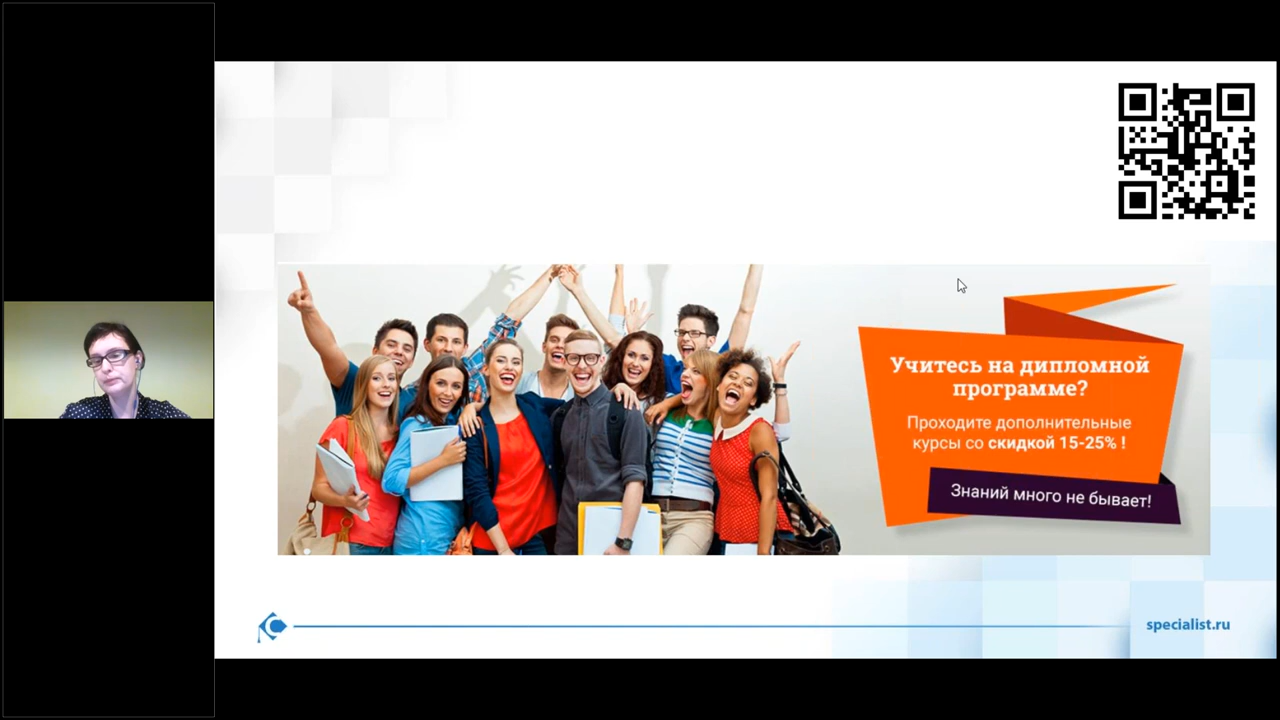 Учитесь на дипломной
программе?
Проходите дополнительные
курсы со скидкой 15-25% !
Знаний много не бывает!
specialist.ru